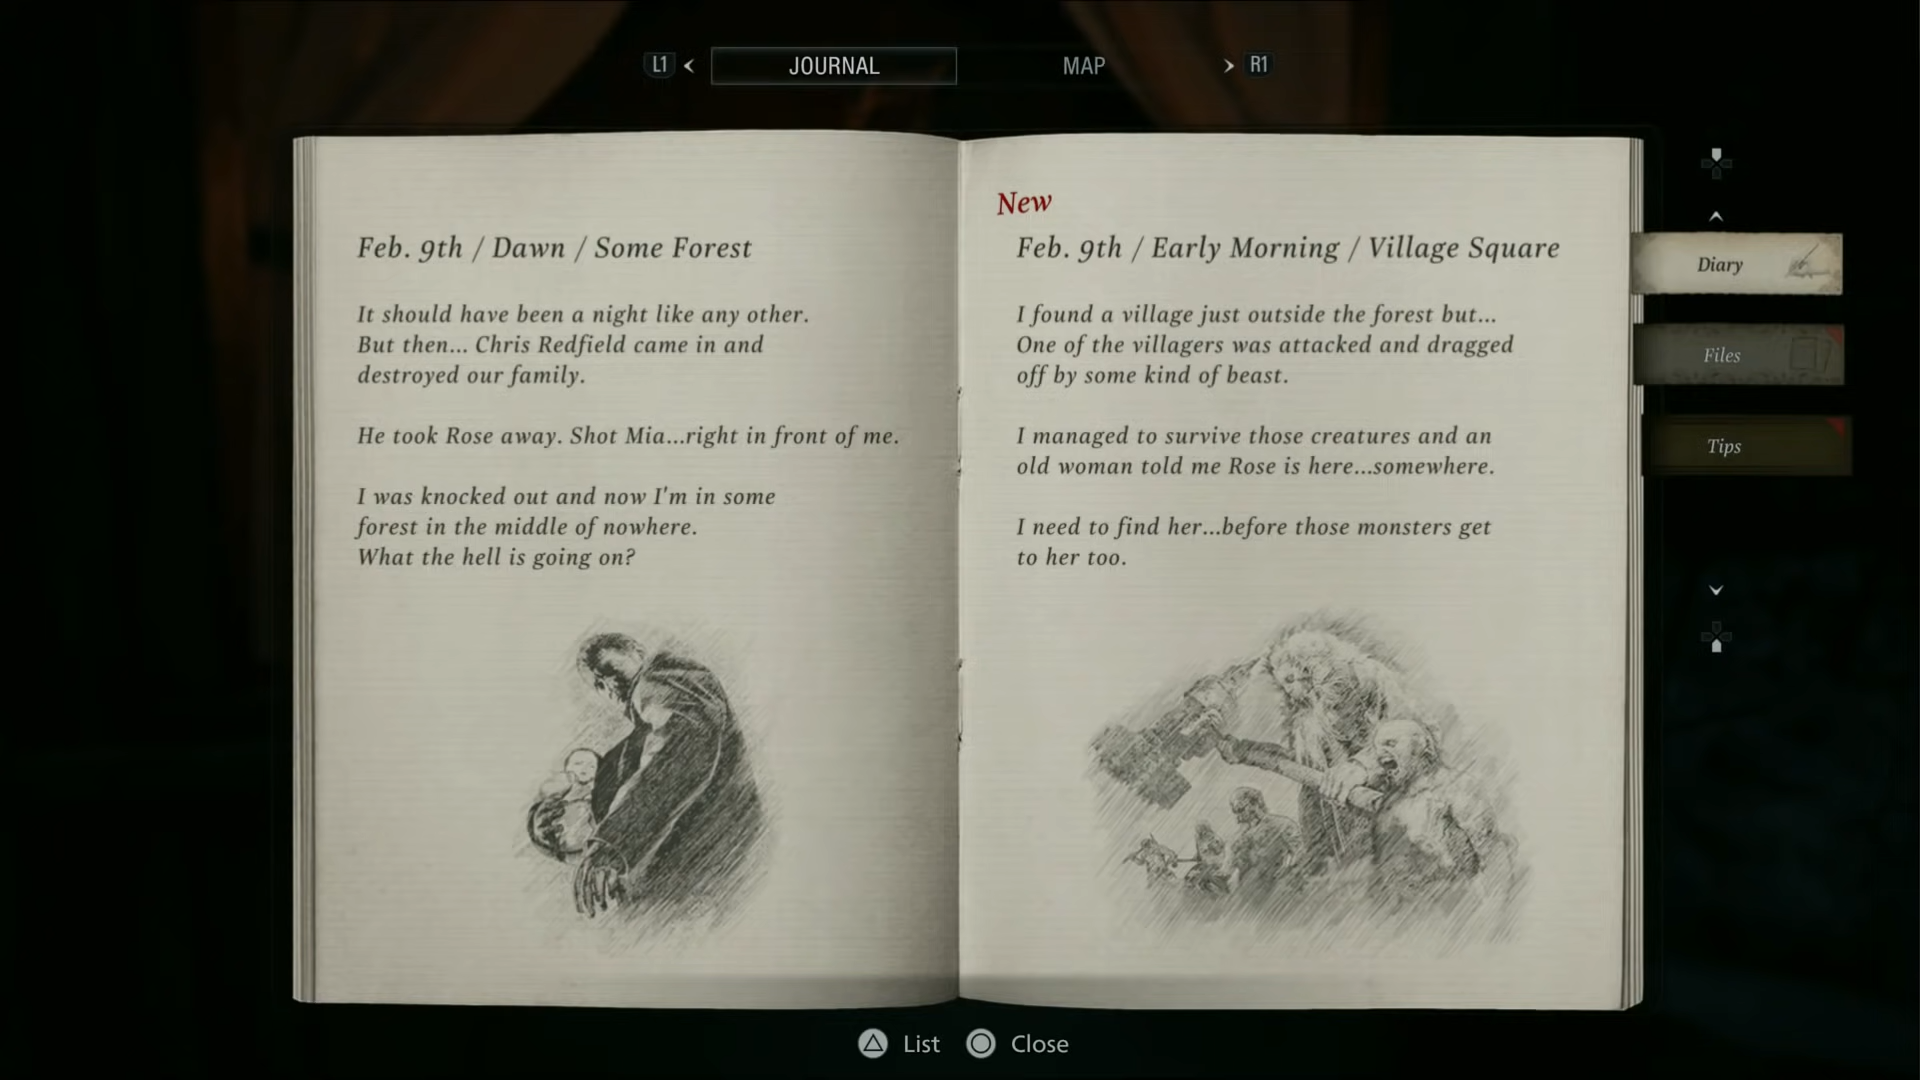 L1
JOURNAL
MAP
R1
Feb. 9th / Dawn / Some Forest
It should have been a night like any other.
But then... Chris Redfield came in and
destroyed our family.
He took Rose away. Shot Mia...right in front of me.
I was knocked out and now I'm in some
forest in the middle of nowhere.
What the hell is going on?
New
Feb. 9th / Early Morning / Village Square
I found a village just outside the forest but...
One of the villagers was attacked and dragged
off by some kind of beast.
I managed to survive those creatures and an
old woman told me Rose is here...somewhere.
I need to find her...before those monsters get
to her too.
Diary
Files
Tips
List
Close